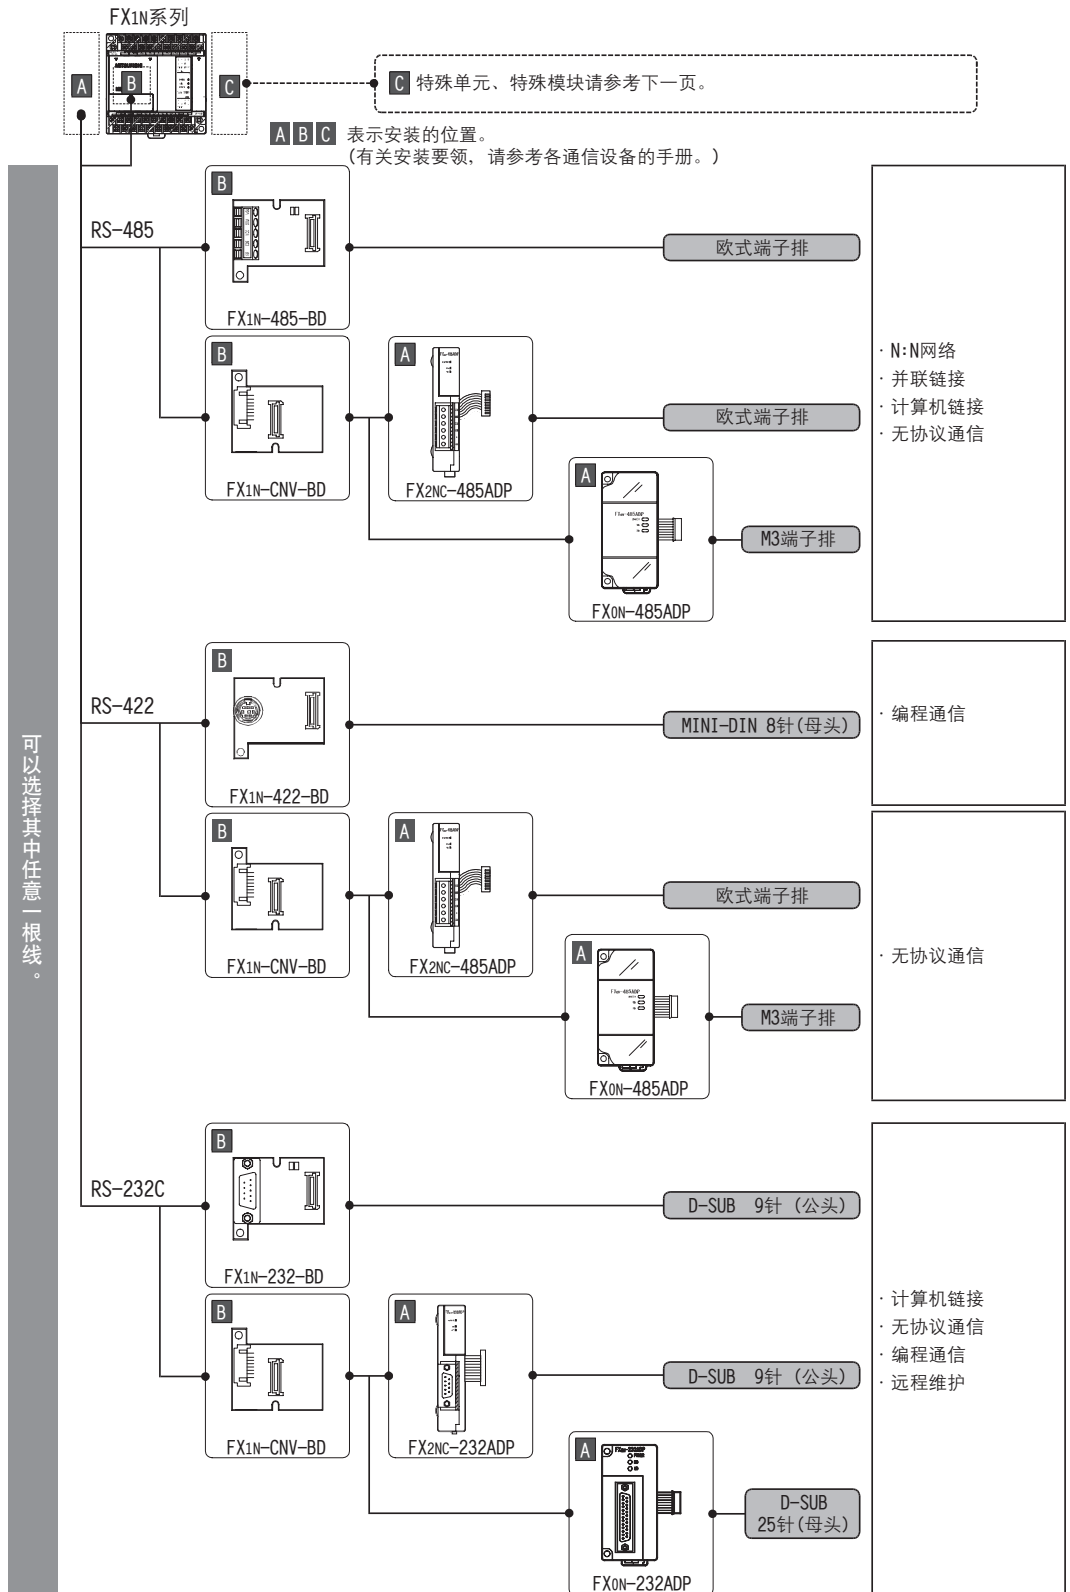 FX1N系列
A
B
C
C 特殊单元、特殊模块请参考下一页。
A B C 表示安装的位置。
(有关安装要领，请参考各通信设备的手册。)
可以选择其中任意一根线。
RS-485
B
FX1N-485-BD
欧式端子排
B
FX1N-CNV-BD
A
FX2NC-485ADP
欧式端子排
A
FX0N-485ADP
M3端子排
·N:N网络
·并联链接
·计算机链接
·无协议通信
RS-422
B
FX1N-422-BD
MINI-DIN 8针(母头)
·编程通信
B
FX1N-CNV-BD
A
FX2NC-485ADP
欧式端子排
A
FX0N-485ADP
M3端子排
·无协议通信
RS-232C
B
FX1N-232-BD
D-SUB 9针 (公头)
B
FX1N-CNV-BD
A
FX2NC-232ADP
D-SUB 9针 (公头)
A
FX0N-232ADP
D-SUB
25针(母头)
·计算机链接
·无协议通信
·编程通信
·远程维护